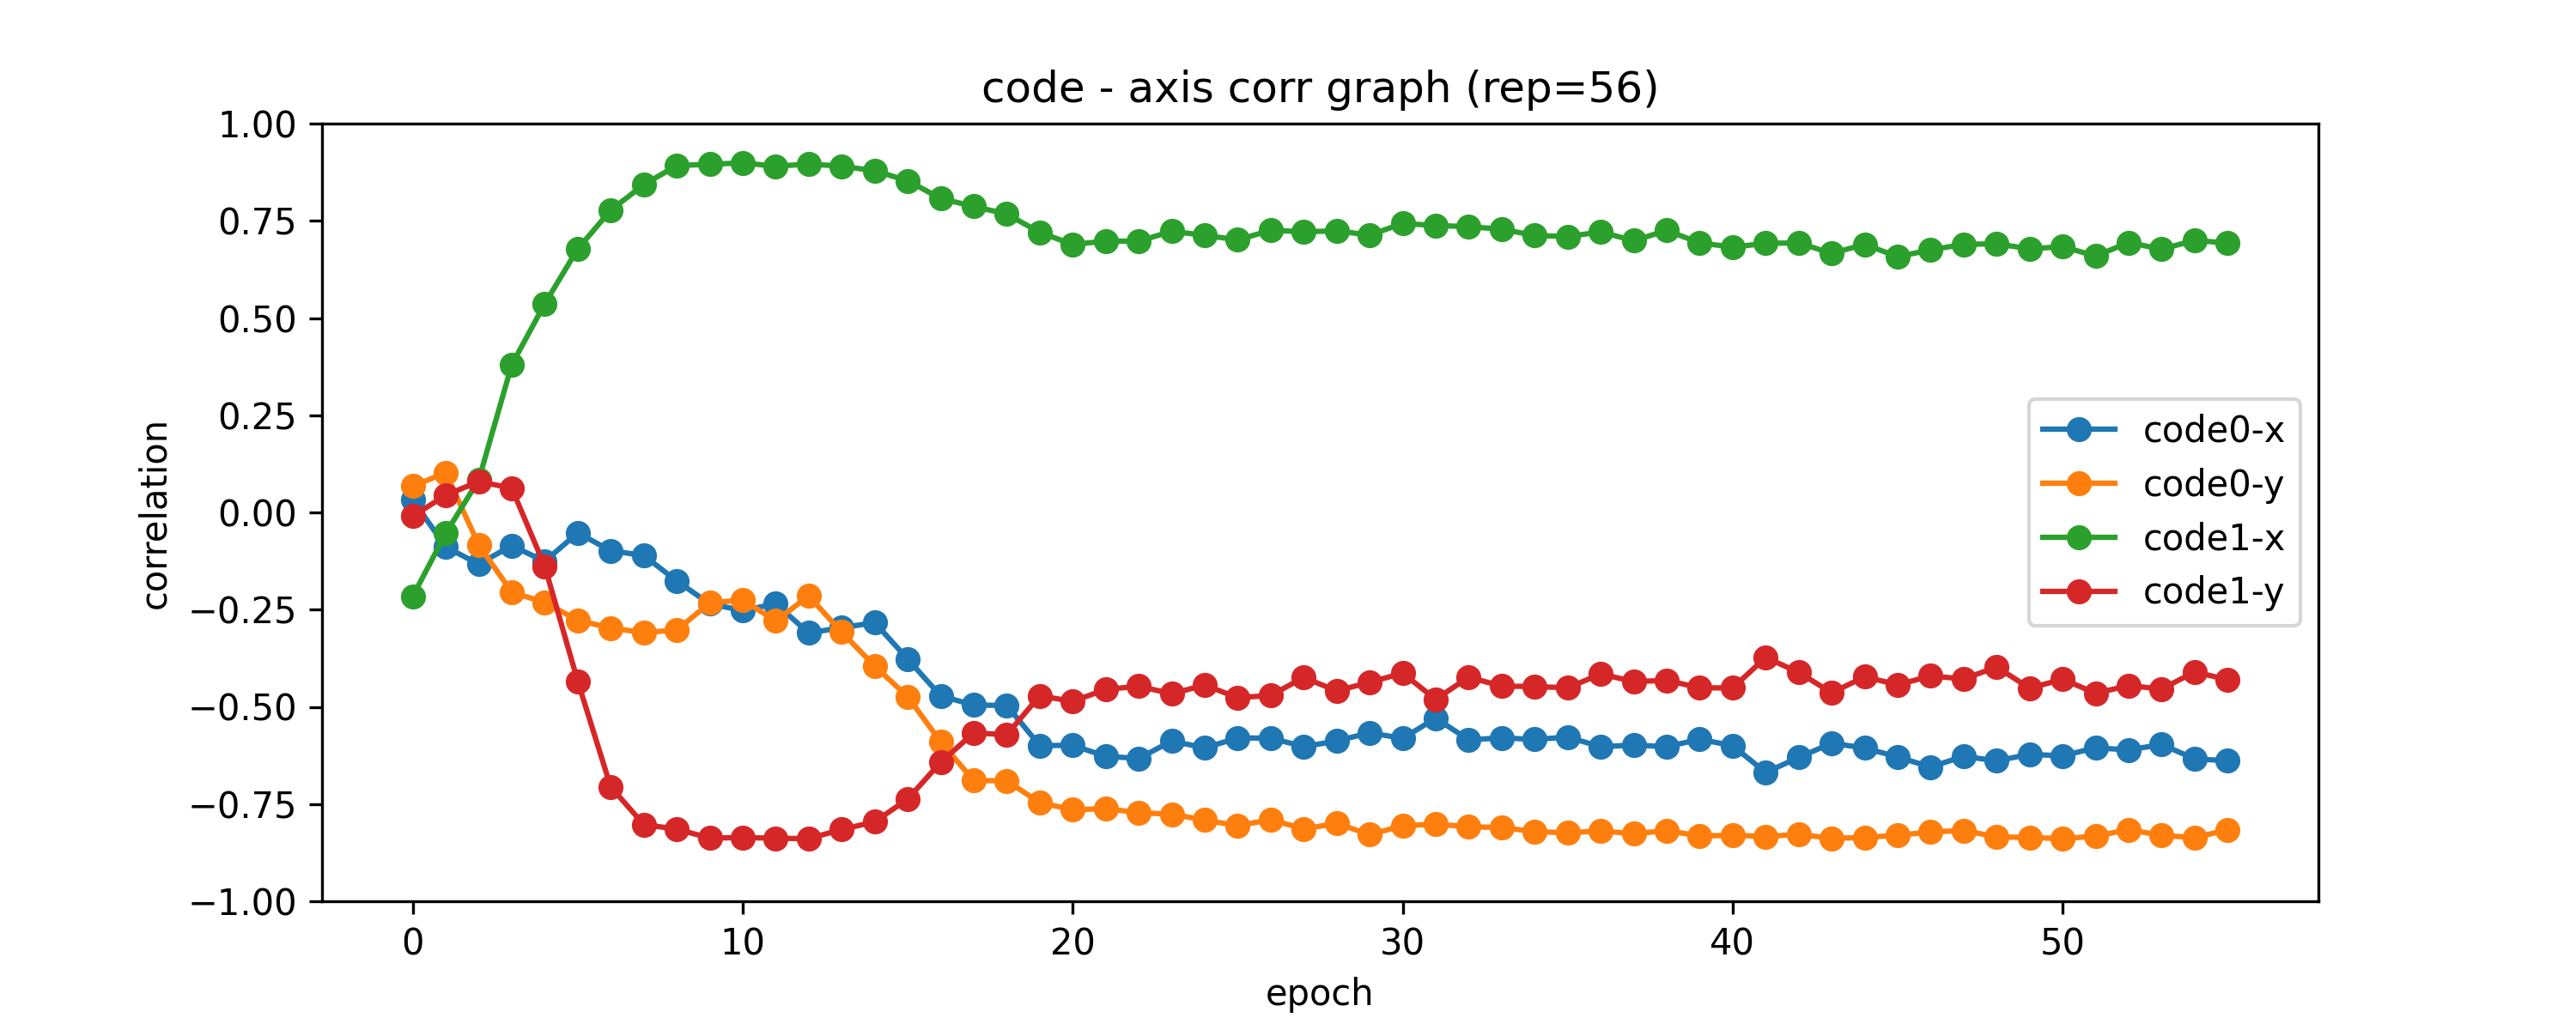 code - axis corr graph (rep=56)
1.00
0.75
0.50
0.25
0.00
−0.25
−0.50
−0.75
−1.00
correlation
code0-x
code0-y
code1-x
code1-y
0 10 20 30 40 50
epoch